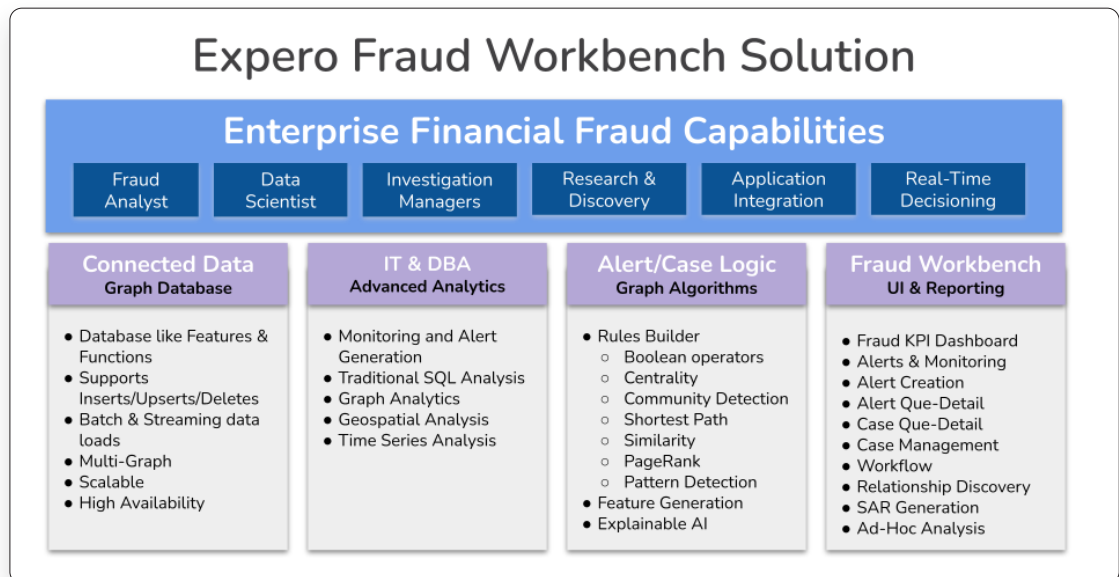 Expero Fraud Workbench Solution
Enterprise Financial Fraud Capabilities
Fraud
Analyst
Data
Scientist
Investigation
Managers
Research &
Discovery
Application
Integration
Real-Time
Decisioning
Connected Data
Graph Database
● Database like Features &
Functions
● Supports
Inserts/Upserts/Deletes
● Batch & Streaming data
loads
● Multi-Graph
● Scalable
● High Availability
IT & DBA
Advanced Analytics
● Monitoring and Alert
Generation
● Traditional SQL Analysis
● Graph Analytics
● Geospatial Analysis
● Time Series Analysis
Alert/Case Logic
Graph Algorithms
● Rules Builder
○ Boolean operators
○ Centrality
○ Community Detection
○ Shortest Path
○ Similarity
○ PageRank
○ Pattern Detection
● Feature Generation
● Explainable AI
Fraud Workbench
UI & Reporting
● Fraud KPI Dashboard
● Alerts & Monitoring
● Alert Creation
● Alert Que-Detail
● Case Que-Detail
● Case Management
● Workflow
● Relationship Discovery
● SAR Generation
● Ad-Hoc Analysis